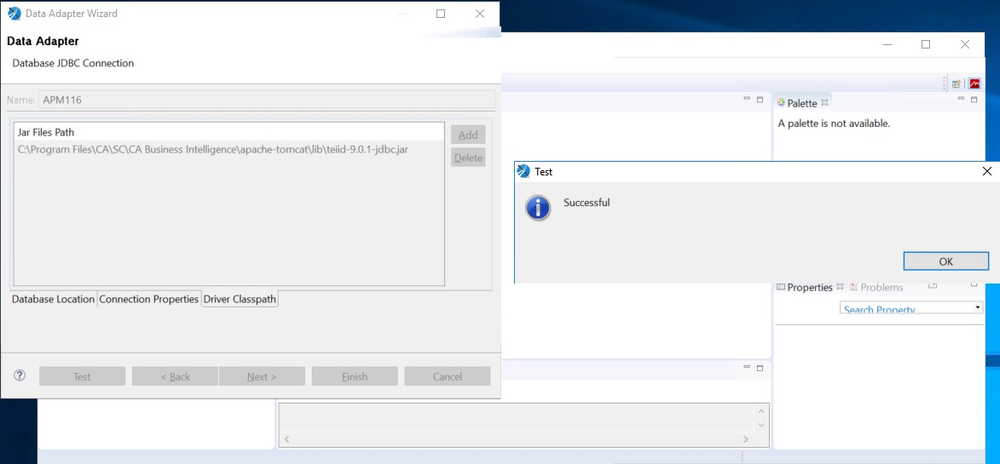 Data Adapter Wizard
Data Adapter
Database JDBC Connection
Name: APM116
Jar Files Path
C:\Program Files\CA\SC\CA Business Intelligence\apache-tomcat\lib\teiid-9.0.1-jdbc.jar
Add
Delete
Database Location
Connection Properties
Driver Classpath
Test
< Back
Next >
Finish
Cancel
Palette
A palette is not available.
Test
Successful
OK
Properties
Problems
Search Property